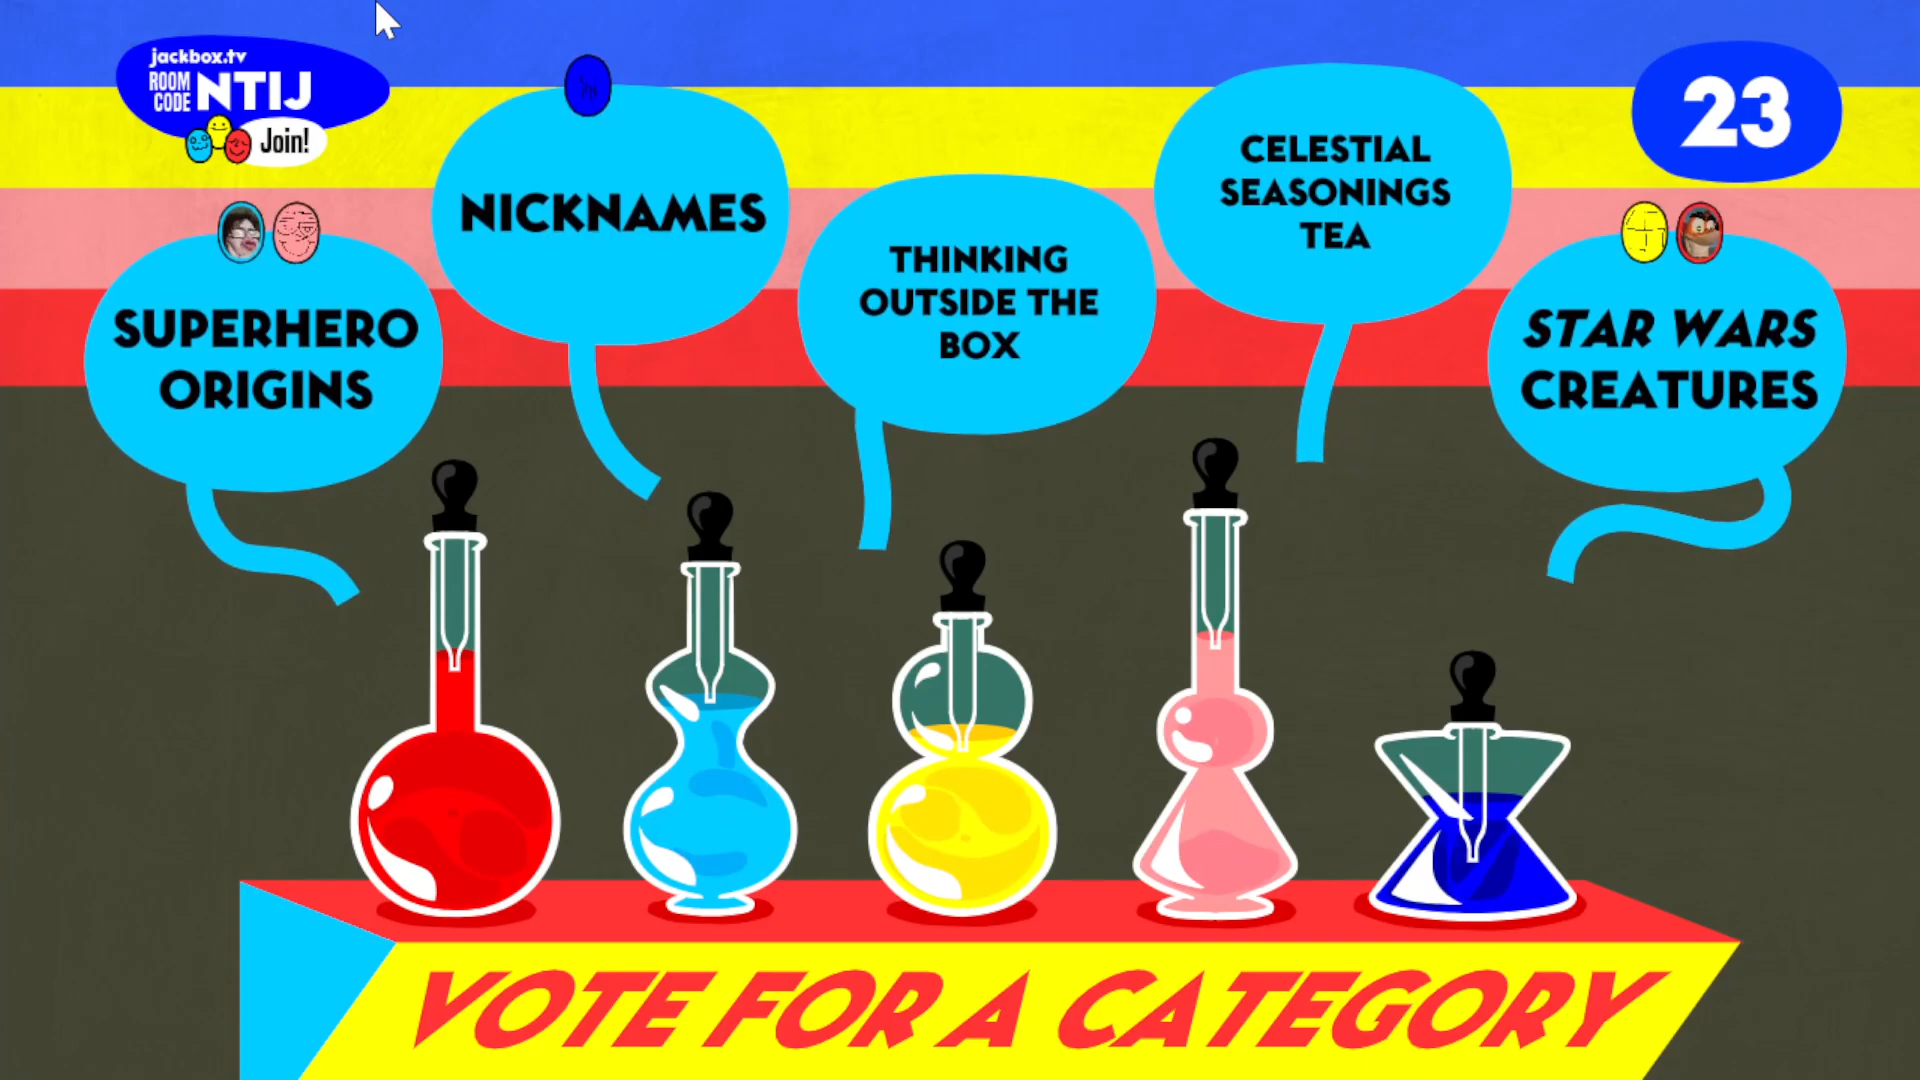 jackbox.tv
ROOM CODE NTIJ
Join!
23
SUPERHERO
ORIGINS
NICKNAMES
THINKING
OUTSIDE THE
BOX
CELESTIAL
SEASONINGS
TEA
STAR WARS
CREATURES
VOTE FOR A CATEGORY